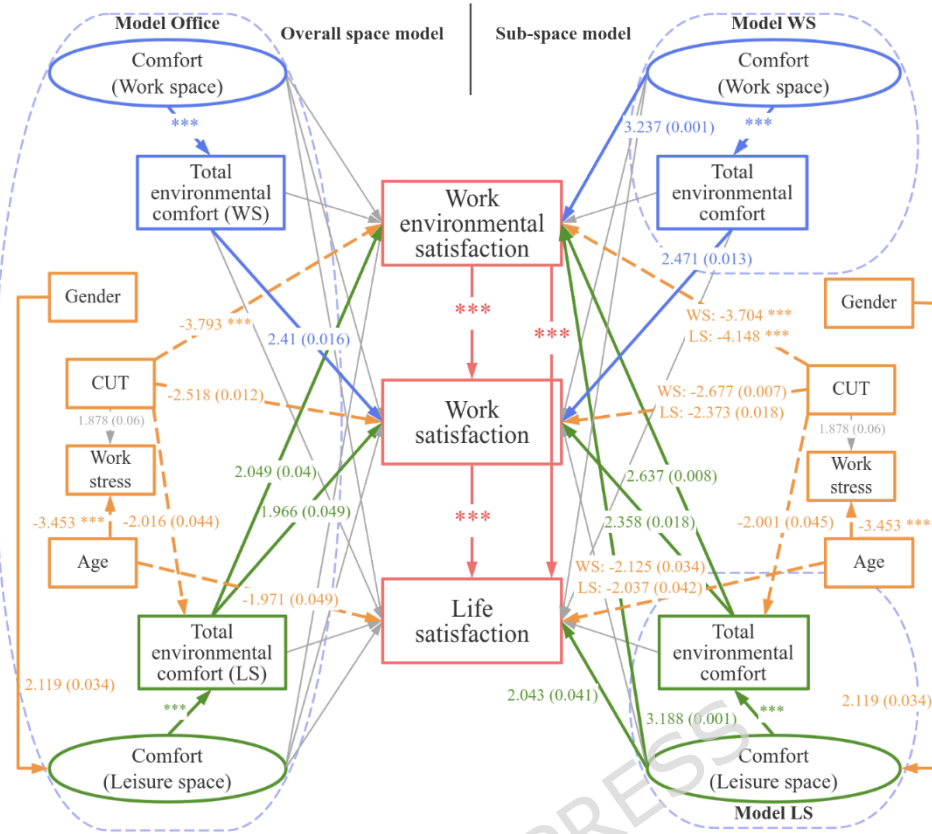 Model Office
Overall space model
Sub-space model
Model WS
Comfort
(Work space)
Comfort
(Work space)
***
3.237 (0.001)
***
Total
environmental
comfort (WS)
Work
environmental
satisfaction
Total
environmental
comfort
2.471 (0.013)
Gender
Gender
-3.793 ***
2.41 (0.016)
***
***
WS: -3.704 ***
LS: -4.148 ***
CUT
-2.518 (0.012)
WS: -2.677 (0.007)
LS: -2.373 (0.018)
CUT
1.878 (0.06)
Work
satisfaction
1.878 (0.06)
Work
stress
2.049 (0.04)
2.637 (0.008)
Work
stress
-3.453 ***
-2.016 (0.044)
1.966 (0.049)
***
2.358 (0.018)
-2.001 (0.045)
-3.453 ***
Age
WS: -2.125 (0.034)
LS: -2.037 (0.042)
Age
-1.971 (0.049)
Life
satisfaction
Total
environmental
comfort (LS)
Total
environmental
comfort
2.119 (0.034)
2.043 (0.041)
2.119 (0.034)
***
3.188 (0.001)
***
Comfort
(Leisure space)
Comfort
(Leisure space)
Model LS
PRESS